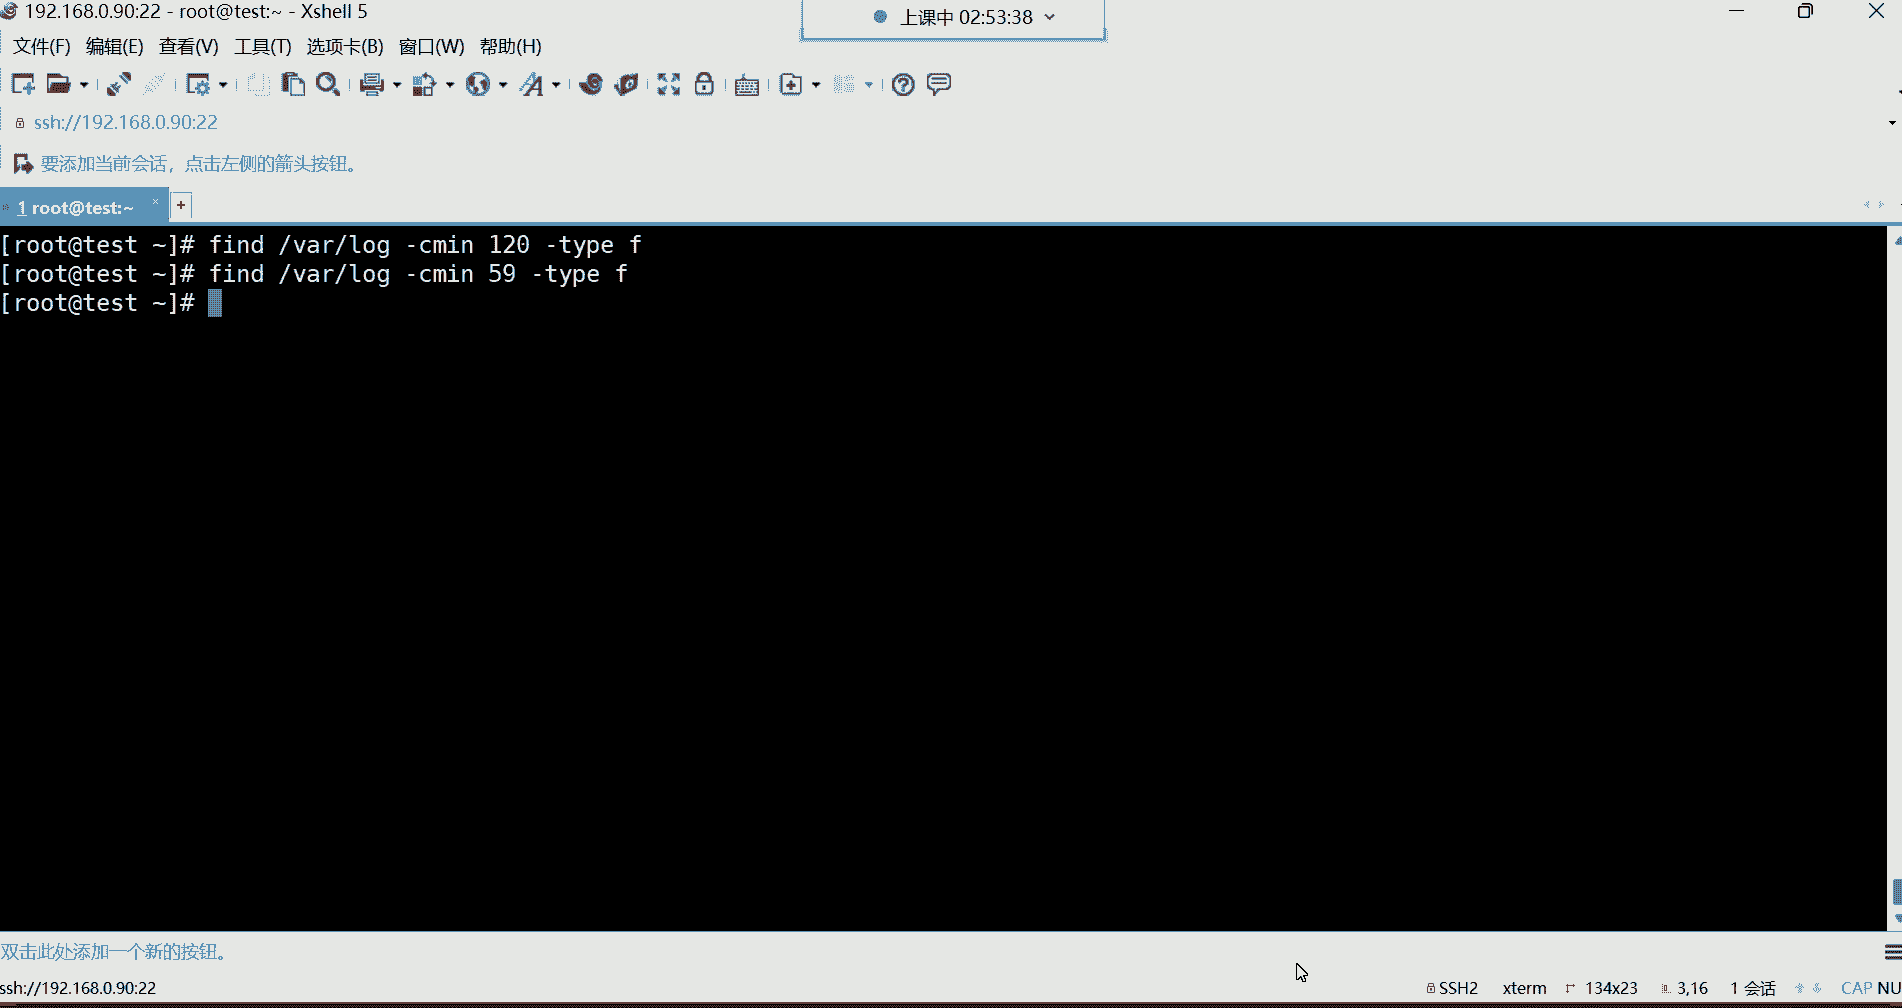 192.168.0.90:22 - root@test:~ - Xshell 5
上课中 02:53:38
文件(F) 编辑(E) 查看(V) 工具(T) 选项卡(B) 窗口(W) 帮助(H)
ssh://192.168.0.90:22
要添加当前会话，点击左侧的箭头按钮。
1 root@test:~ × +
[root@test ~]# find /var/log -cmin 120 -type f
[root@test ~]# find /var/log -cmin 59 -type f
[root@test ~]#
双击此处添加一个新的按钮。
ssh://192.168.0.90:22 SSH2 xterm 134x23 3,16 1 会话 CAP NU